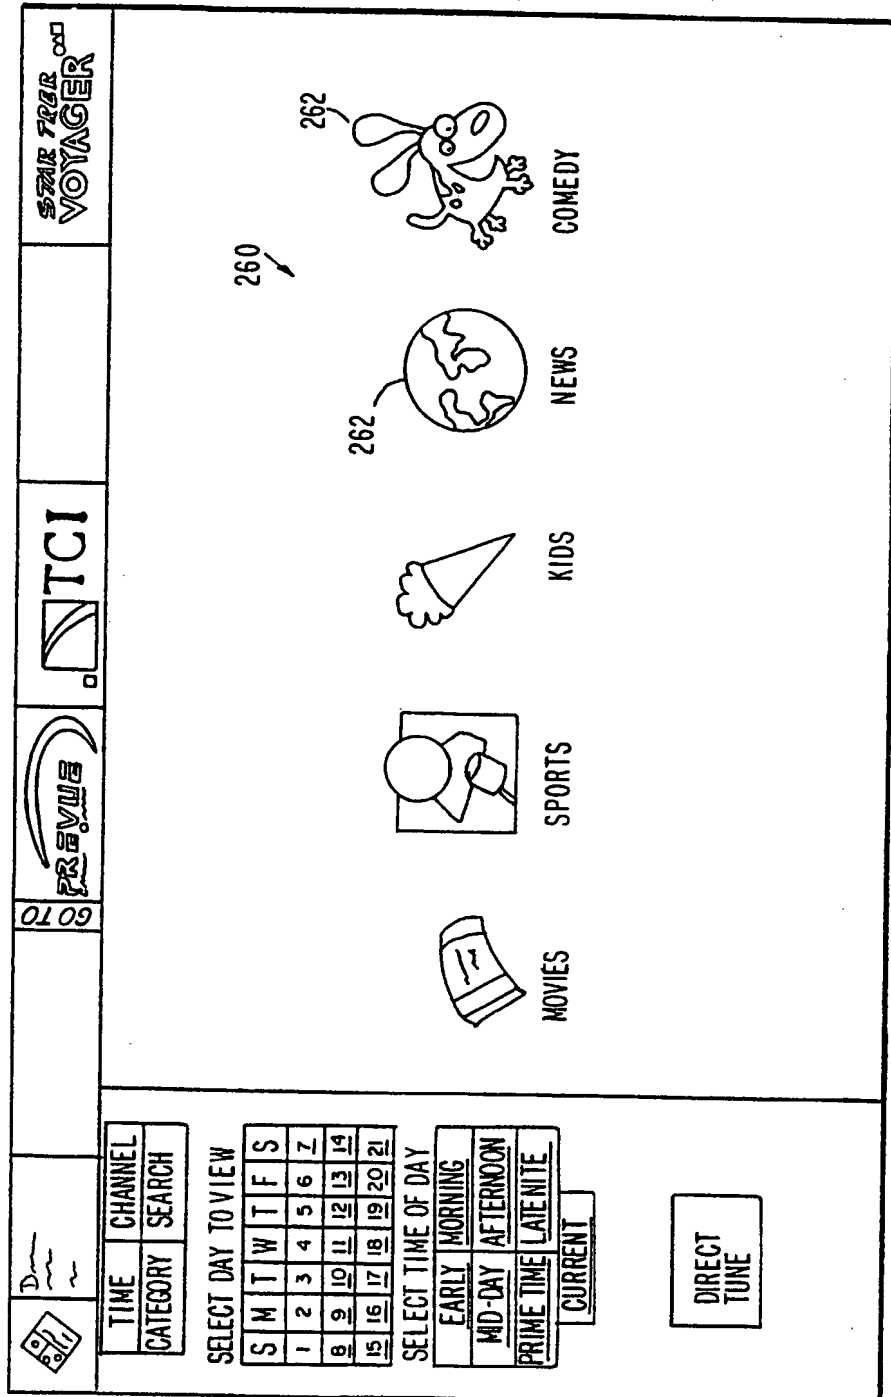 GO TO
PREVUE
TCI
STAR TREK
VOYAGER
TIME CHANNEL
CATEGORY SEARCH
SELECT DAY TO VIEW
S M T W T F S
1 2 3 4 5 6 7
8 9 10 11 12 13 14
15 16 17 18 19 20 21
SELECT TIME OF DAY
EARLY MORNING
MID-DAY AFTERNOON
PRIME TIME LATENITE
CURRENT
DIRECT
TUNE
260
262
262
MOVIES
SPORTS
KIDS
NEWS
COMEDY